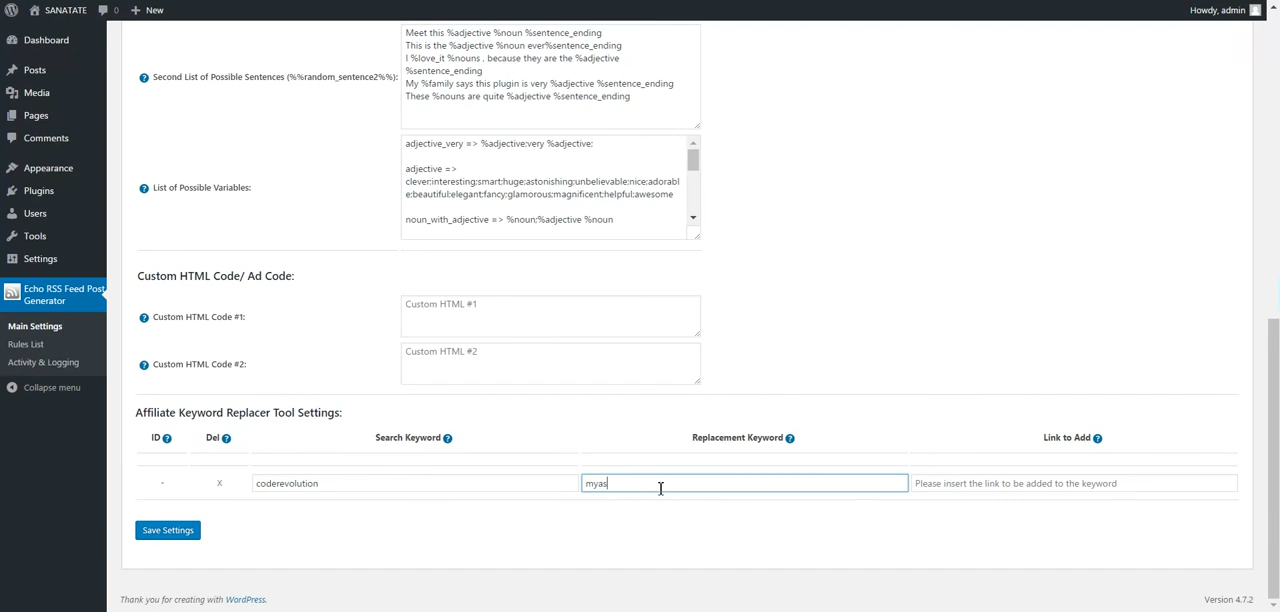 SANATATE
0
New
Howdy, admin
Dashboard
Posts
Media
Pages
Comments
Appearance
Plugins
Users
Tools
Settings
Echo RSS Feed Post
Generator
Main Settings
Rules List
Activity & Logging
Collapse menu
Second List of Possible Sentences (%%random_sentence2%%):
Meet this %adjective %noun %sentence_ending
This is the %adjective %noun ever%sentence_ending
I %love_it %nouns . because they are the %adjective
%sentence_ending
My %family says this plugin is very %adjective %sentence_ending
These %nouns are quite %adjective %sentence_ending
List of Possible Variables:
adjective_very => %adjective;very %adjective;
adjective =>
clever;interesting;smart;huge;astonishing;unbelievable;nice;adorabl
e;beautiful;elegant;fancy;glamorous;magnificent;helpful;awesome
noun_with_adjective => %noun;%adjective %noun
Custom HTML Code/ Ad Code:
Custom HTML Code #1:
Custom HTML #1
Custom HTML Code #2:
Custom HTML #2
Affiliate Keyword Replacer Tool Settings:
ID Del Search Keyword Replacement Keyword Link to Add
- X coderevolution myas Please insert the link to be added to the keyword
Save Settings
Thank you for creating with WordPress.
Version 4.7.2